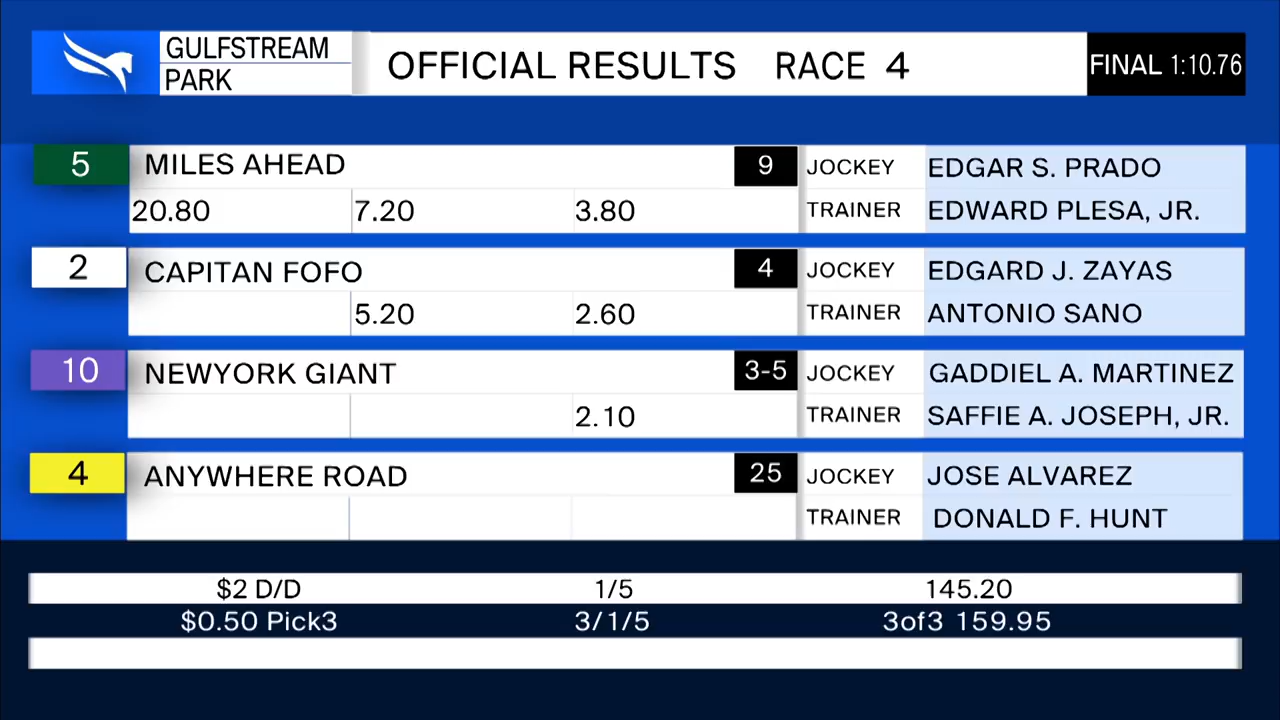 GULFSTREAM PARK
OFFICIAL RESULTS RACE 4
FINAL 1:10.76
5 MILES AHEAD 9 JOCKEY EDGAR S. PRADO
20.80 7.20 3.80 TRAINER EDWARD PLESA, JR.
2 CAPITAN FOFO 4 JOCKEY EDGARD J. ZAYAS
5.20 2.60 TRAINER ANTONIO SANO
10 NEWYORK GIANT 3-5 JOCKEY GADDIEL A. MARTINEZ
2.10 TRAINER SAFFIE A. JOSEPH, JR.
4 ANYWHERE ROAD 25 JOCKEY JOSE ALVAREZ
TRAINER DONALD F. HUNT
$2 D/D 1/5 145.20
$0.50 Pick3 3/1/5 3of3 159.95